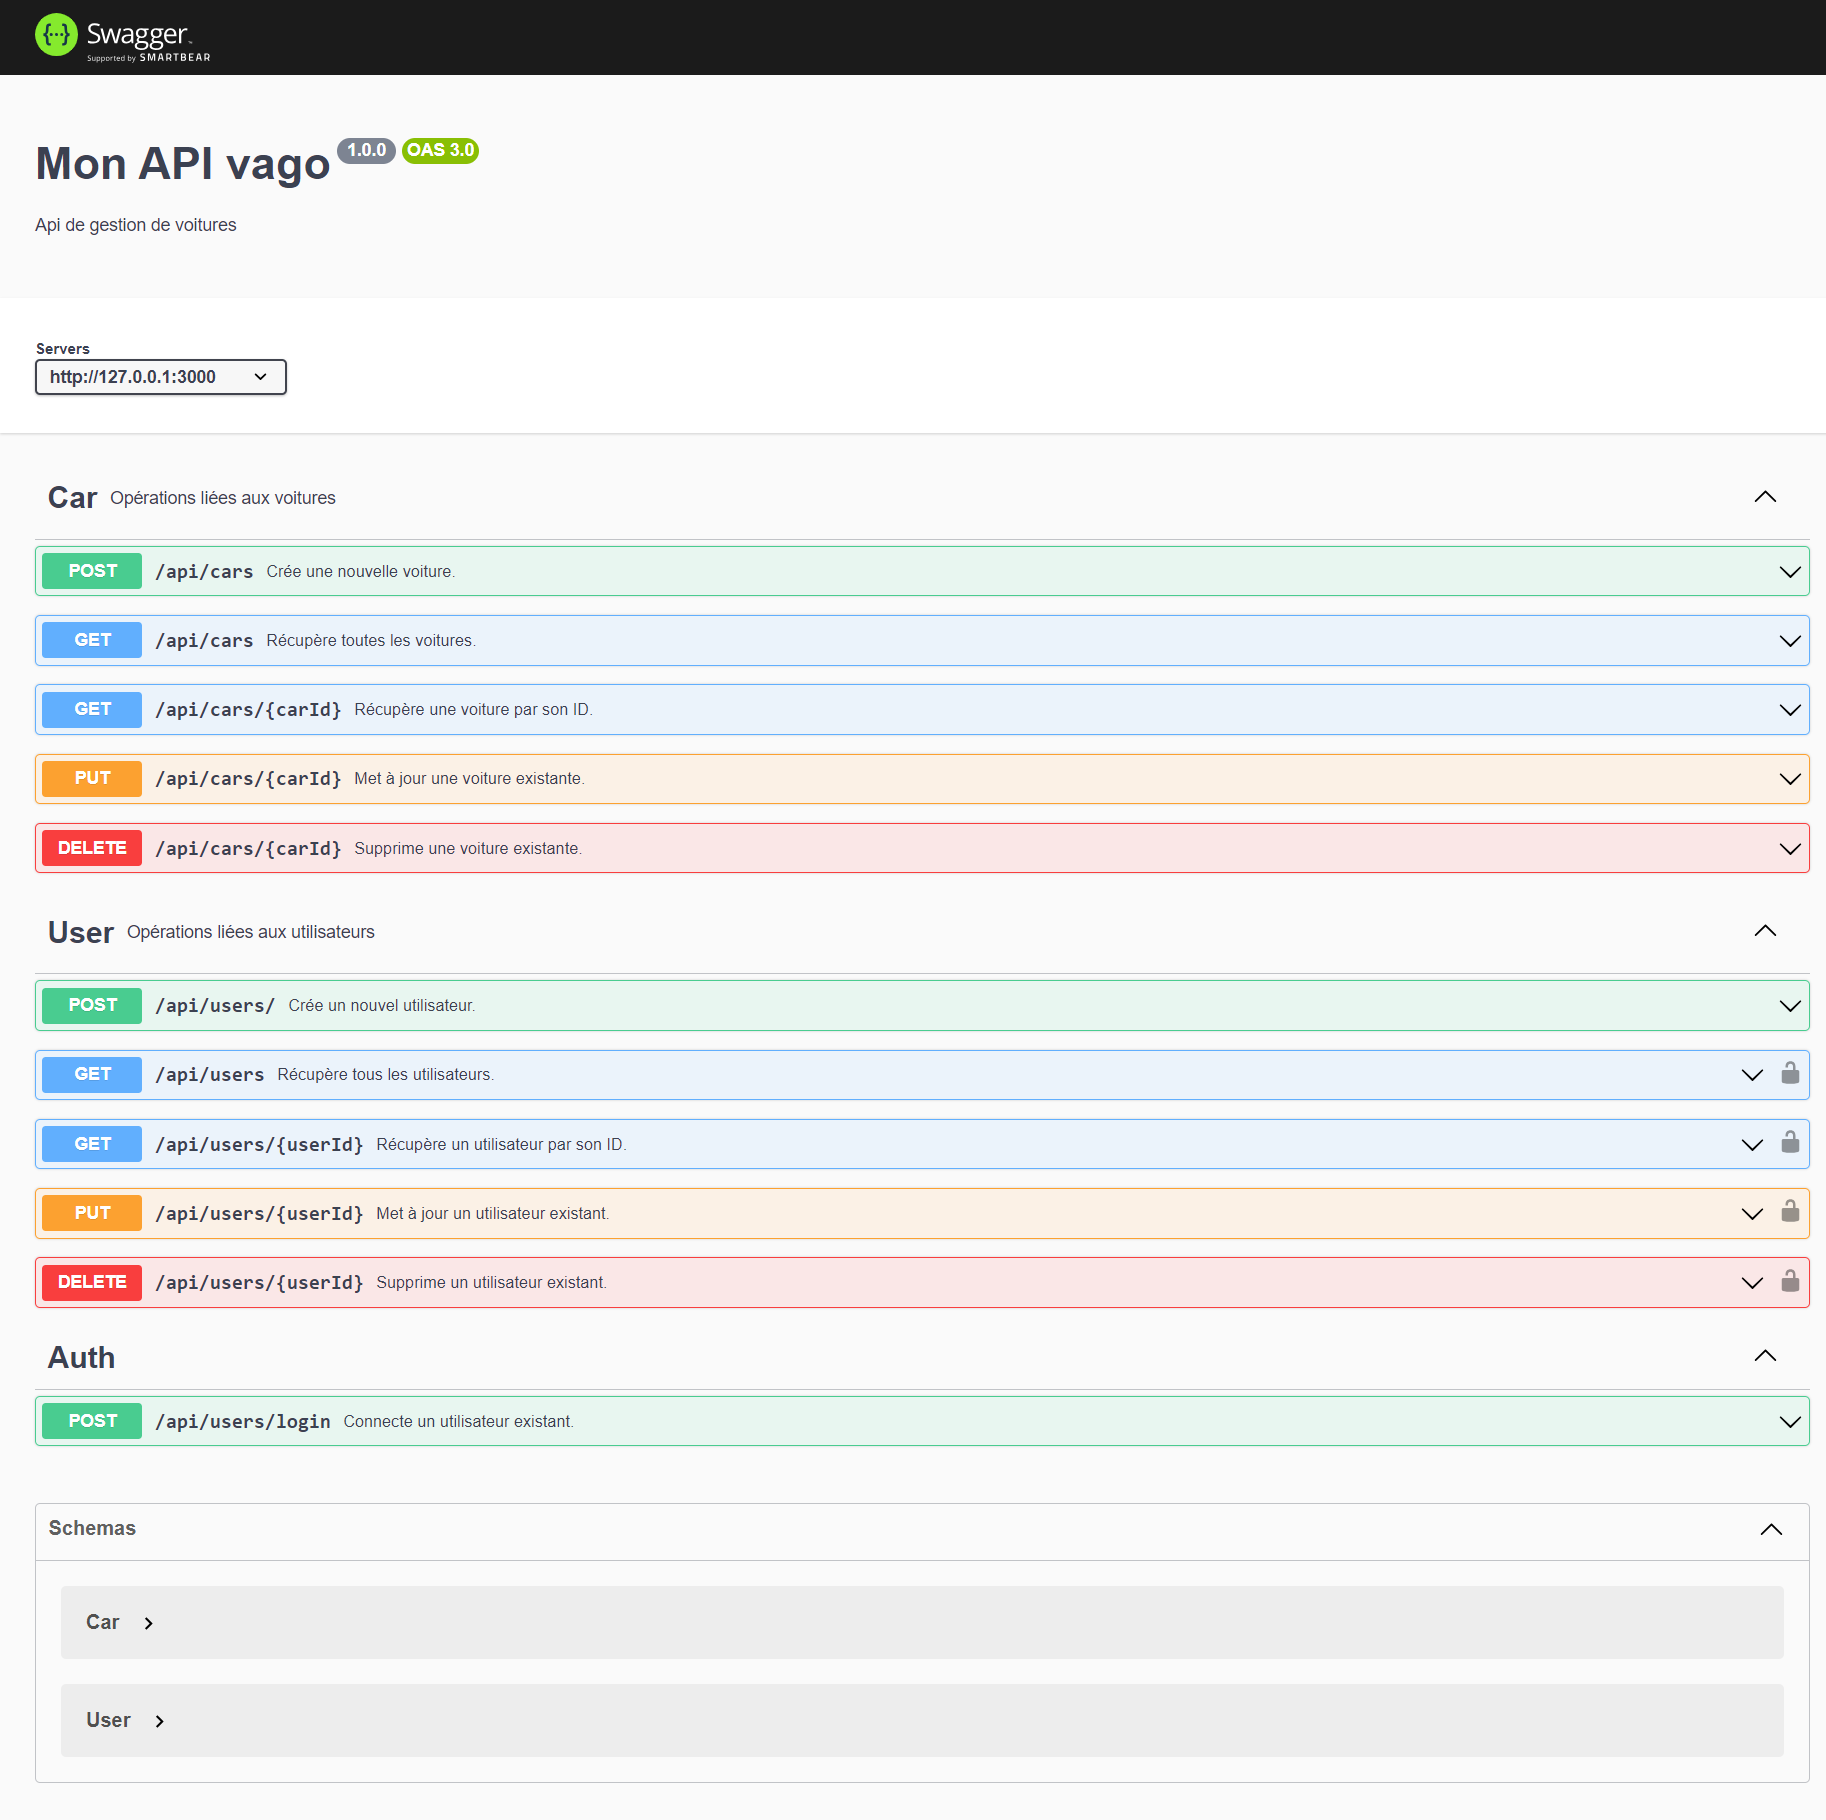 Swagger
Supported by SMARTBEAR
Mon API vago 1.0.0 OAS 3.0
Api de gestion de voitures
Servers
http://127.0.0.1:3000
Car Opérations liées aux voitures
POST /api/cars Crée une nouvelle voiture.
GET /api/cars Récupère toutes les voitures.
GET /api/cars/{carId} Récupère une voiture par son ID.
PUT /api/cars/{carId} Met à jour une voiture existante.
DELETE /api/cars/{carId} Supprime une voiture existante.
User Opérations liées aux utilisateurs
POST /api/users/ Crée un nouvel utilisateur.
GET /api/users Récupère tous les utilisateurs.
GET /api/users/{userId} Récupère un utilisateur par son ID.
PUT /api/users/{userId} Met à jour un utilisateur existant.
DELETE /api/users/{userId} Supprime un utilisateur existant.
Auth
POST /api/users/login Connecte un utilisateur existant.
Schemas
Car
User